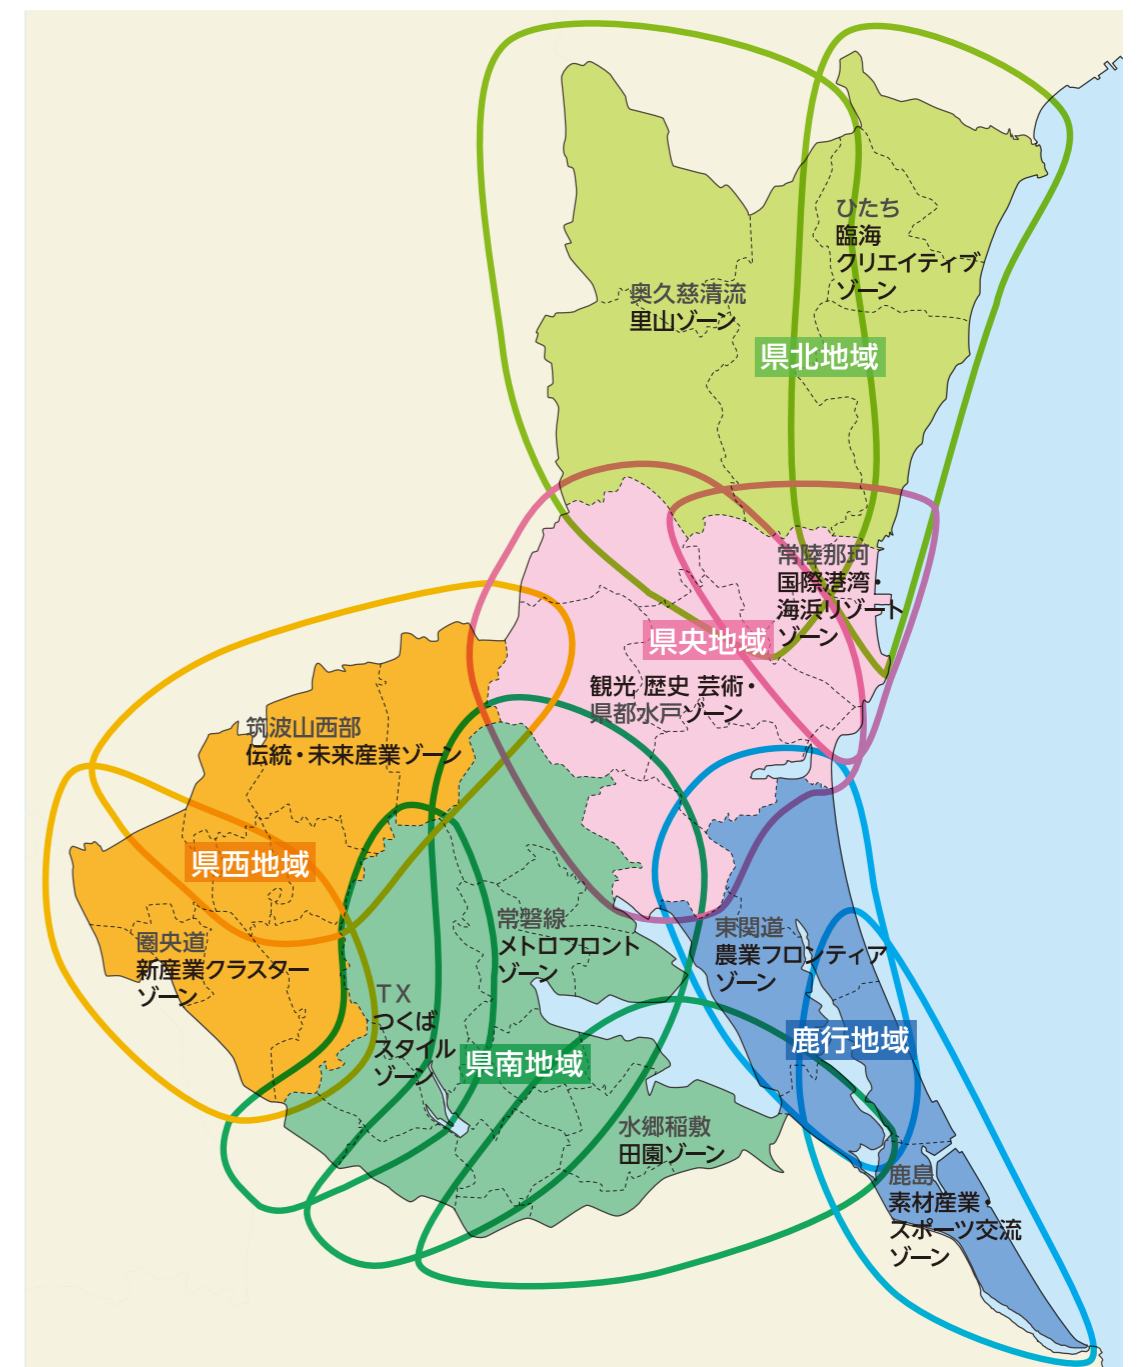 ひたち
臨海
クリエイティブ
ゾーン
奥久慈清流
里山ゾーン
県北地域
常陸那珂
国際港湾・
海浜リゾート
ゾーン
県央地域
観光 歴史 芸術・
県都水戸ゾーン
筑波山西部
伝統・未来産業ゾーン
県西地域
圏央道
新産業クラスター
ゾーン
常磐線
メトロフロント
ゾーン
TX
つくば
スタイル
ゾーン
県南地域
水郷稲敷
田園ゾーン
東関道
農業フロンティア
ゾーン
鹿行地域
鹿島
素材産業・
スポーツ交流
ゾーン